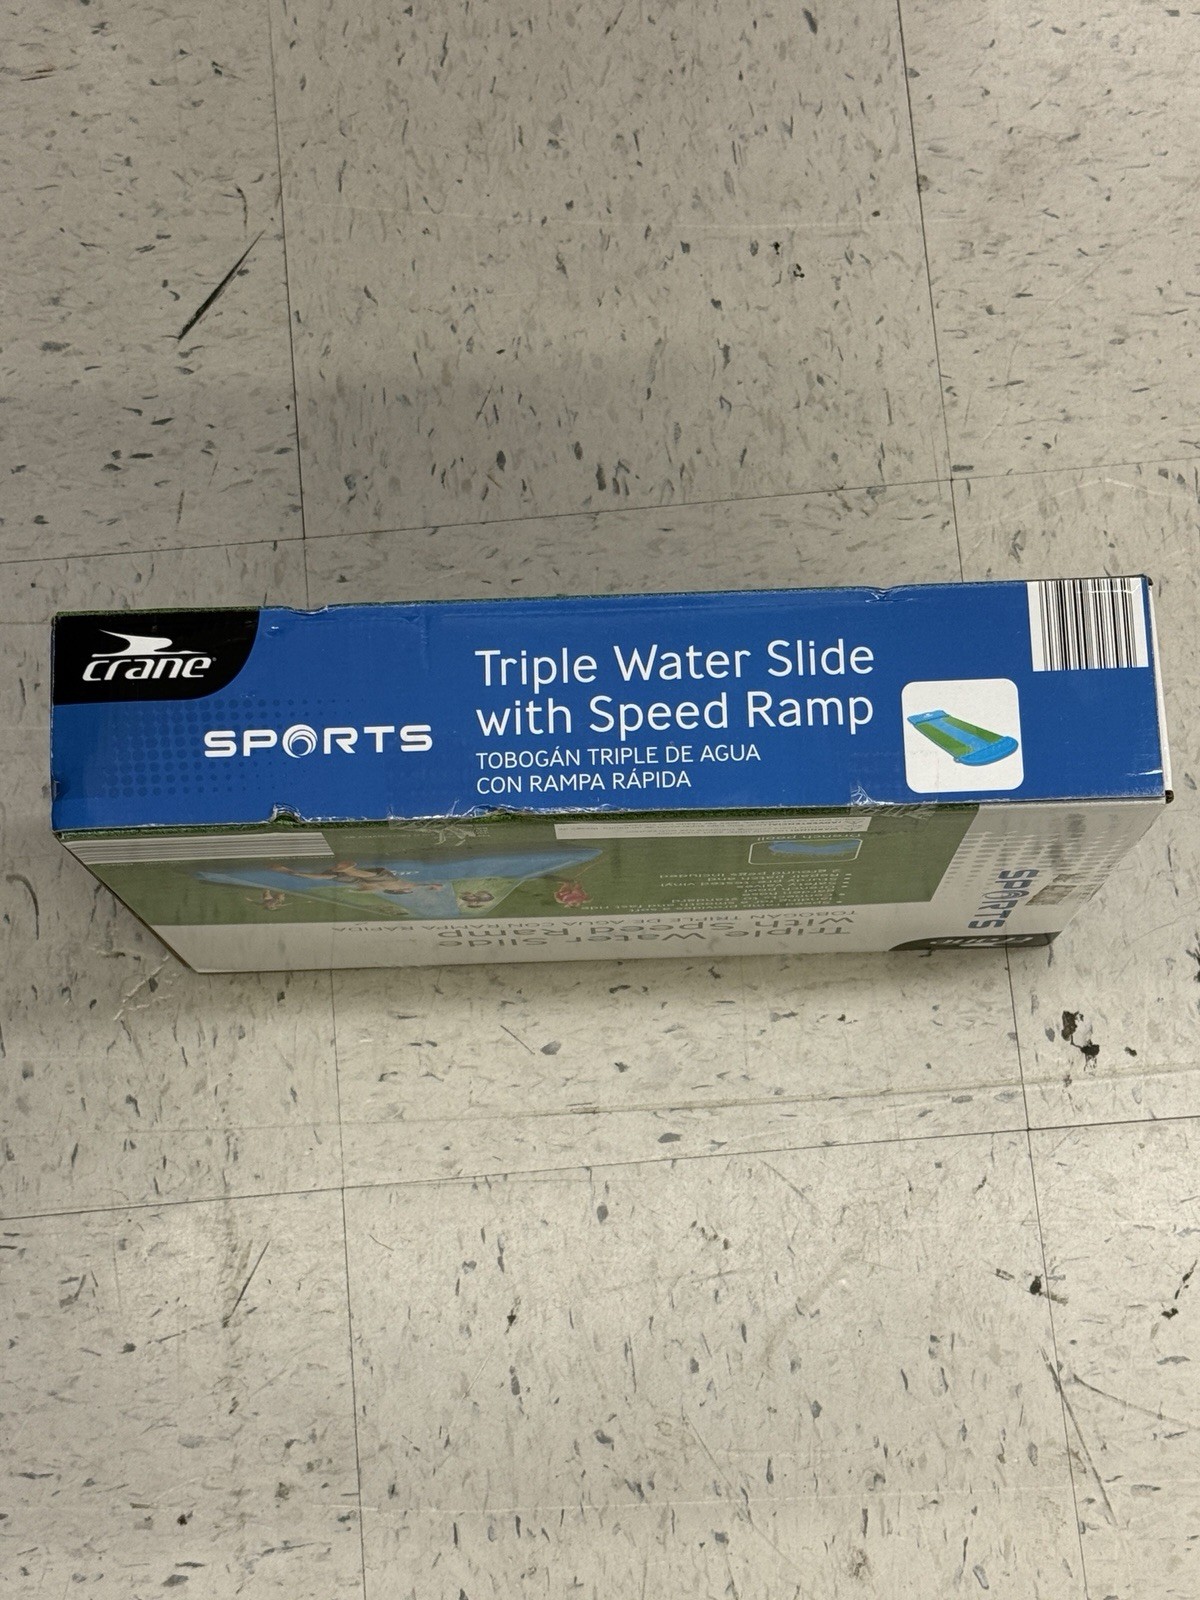 crane
SPORTS
Triple Water Slide
with Speed Ramp
TOBOGÁN TRIPLE DE AGUA
CON RAMPA RÁPIDA
crane
SPORTS
Triple Water Slide
with Speed Ramp
TOBOGÁN TRIPLE DE AGUA CON RAMPA RÁPIDA